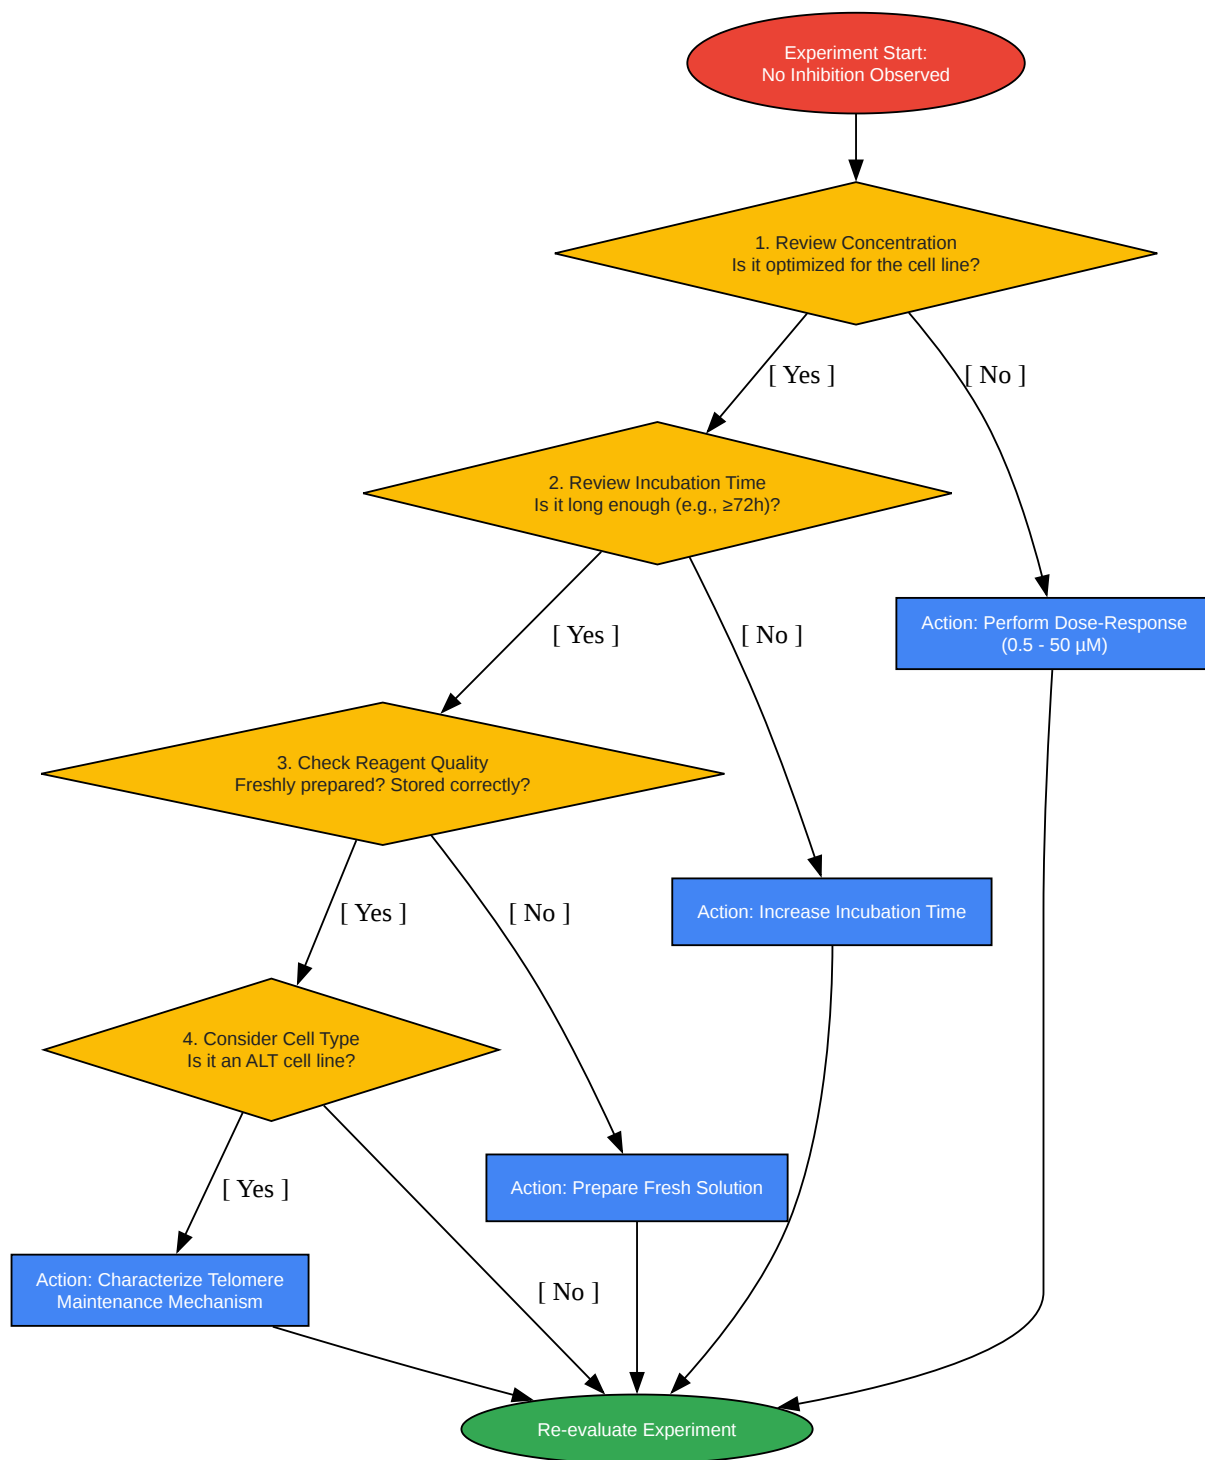 Experiment Start:
No Inhibition Observed
1. Review Concentration
Is it optimized for the cell line?
[ Yes ]
[ No ]
2. Review Incubation Time
Is it long enough (e.g., ≥72h)?
[ Yes ]
[ No ]
Action: Perform Dose-Response
(0.5 - 50 µM)
3. Check Reagent Quality
Freshly prepared? Stored correctly?
[ Yes ]
[ No ]
Action: Increase Incubation Time
4. Consider Cell Type
Is it an ALT cell line?
[ Yes ]
[ No ]
Action: Prepare Fresh Solution
Action: Characterize Telomere
Maintenance Mechanism
Re-evaluate Experiment